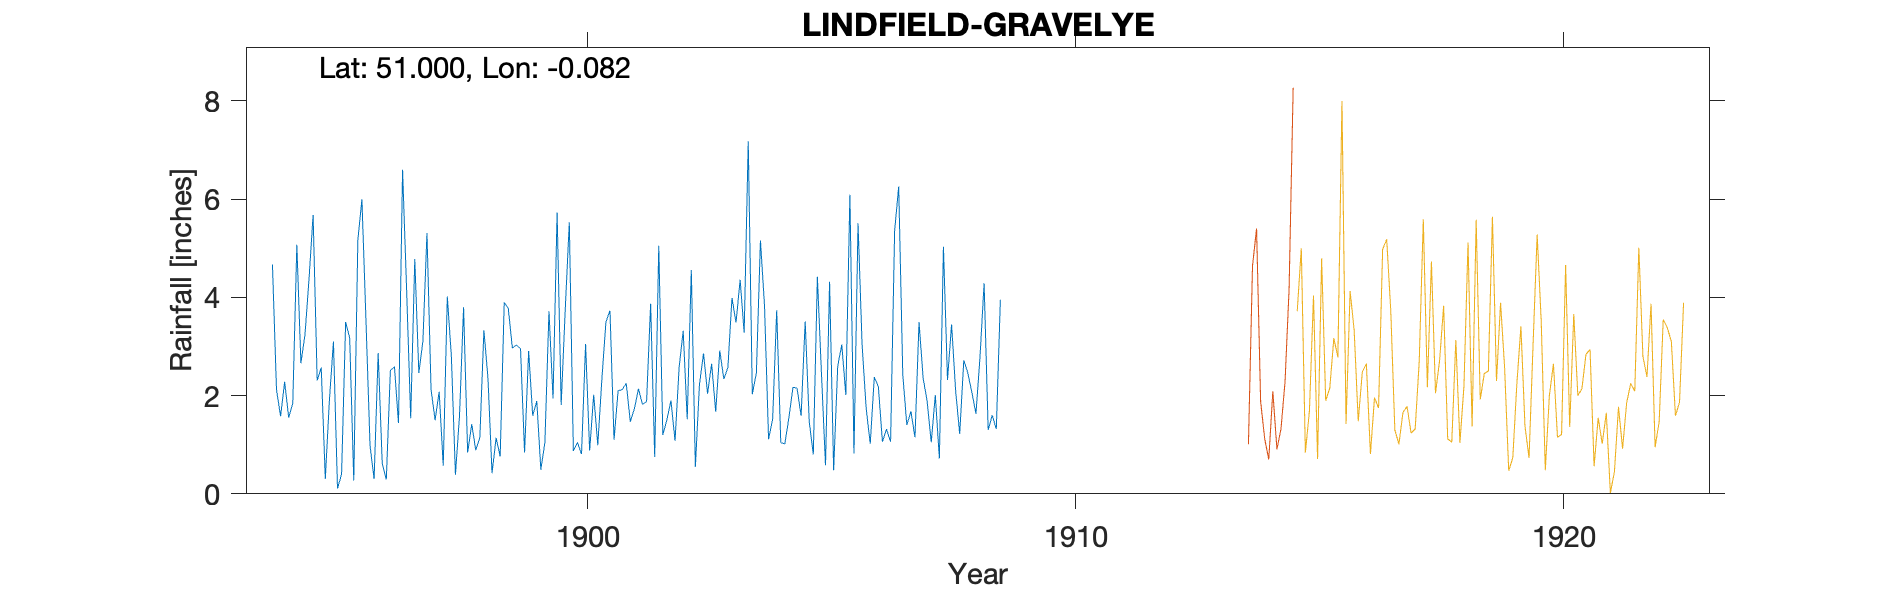 LINDFIELD-GRAVELYE
Lat: 51.000, Lon: -0.082
8
6
4
2
0
Rainfall [inches]
1900
1910
1920
Year